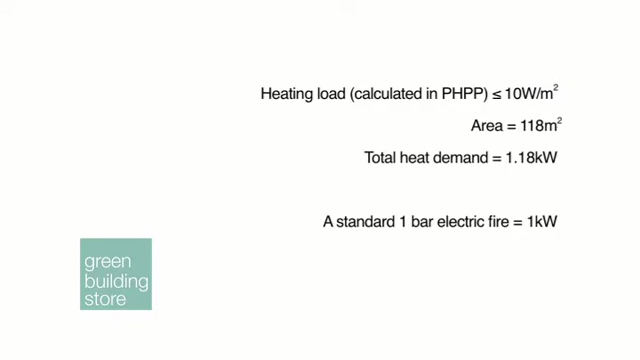 Heating load (calculated in PHPP) ≤ 10W/m²
Area = 118m²
Total heat demand = 1.18kW
A standard 1 bar electric fire = 1kW
green
building
store